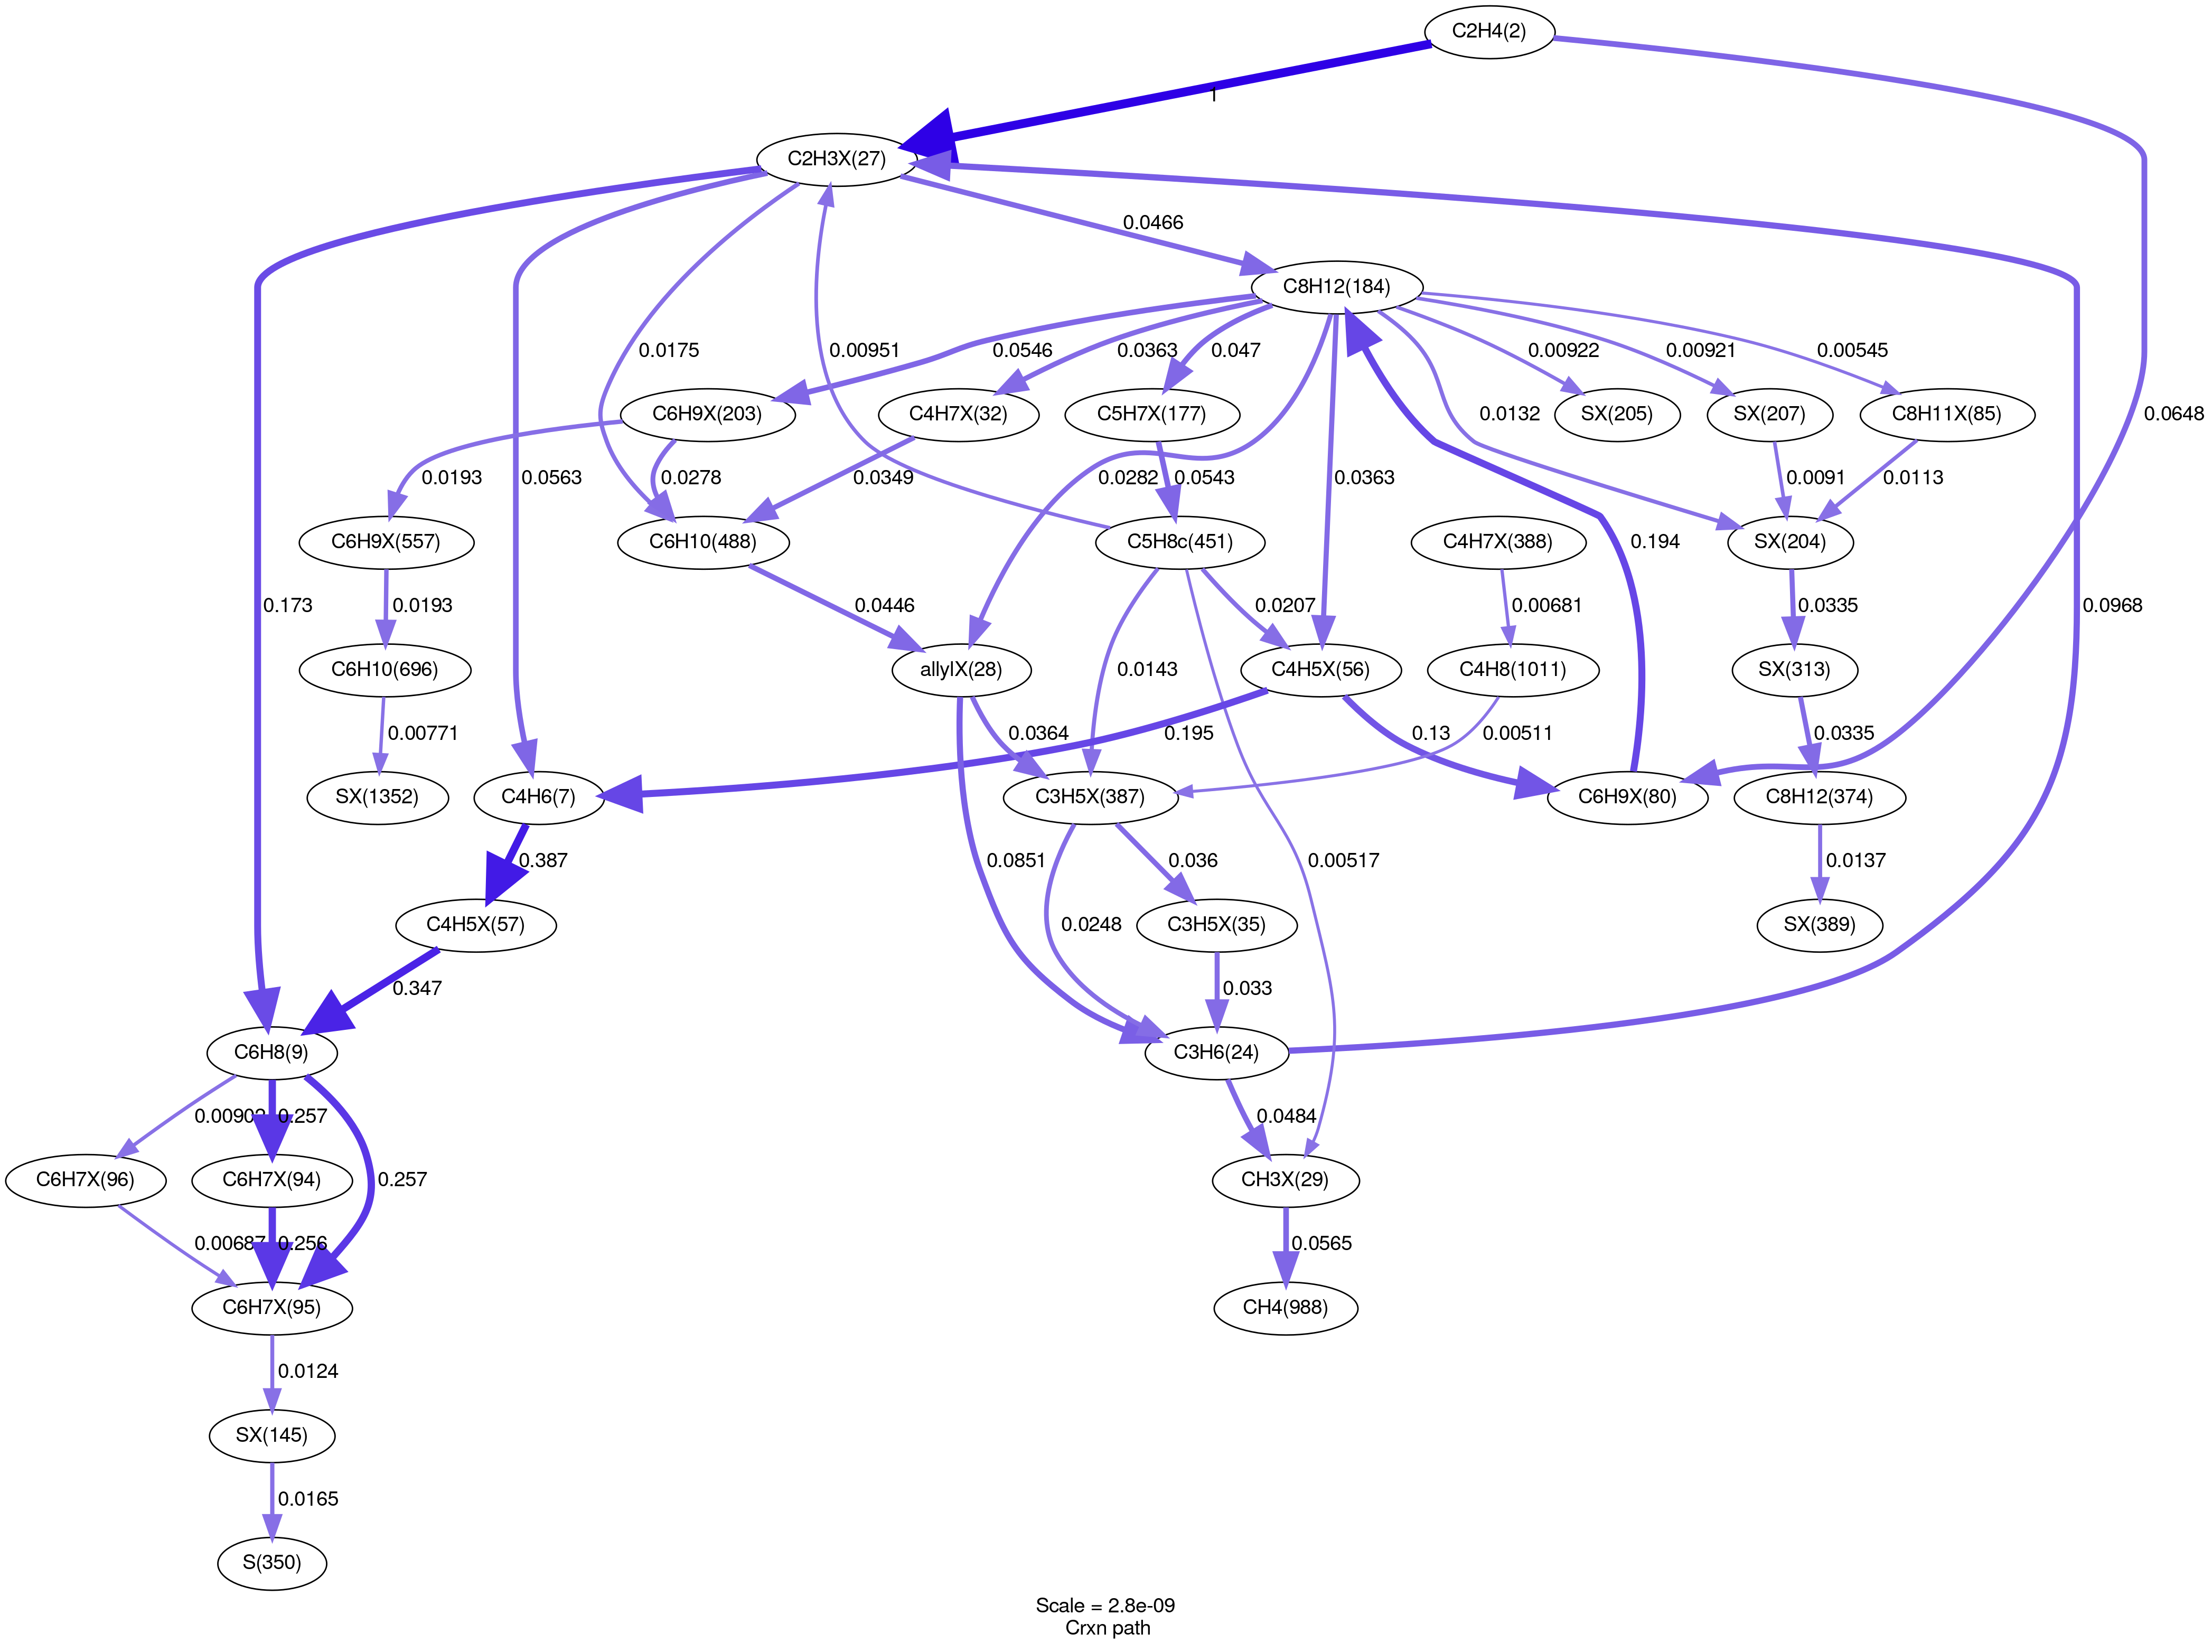 C2H4(2)
1
C2H3X(27)
0.0466
C8H12(184)
0.0175
0.00951
0.0546
0.0363
0.047
0.00922
0.00921
0.00545
C6H9X(203)
C4H7X(32)
C5H7X(177)
SX(205)
SX(207)
C8H11X(85)
0.0132
0.0648
0.0193
0.0278
0.0563
0.0349
0.0282
0.0543
0.0363
0.0091
0.0113
C6H9X(557)
C6H10(488)
C5H8c(451)
C4H7X(388)
0.194
SX(204)
0.173
0.0193
0.0446
0.0207
0.00681
0.0335
0.0968
C6H10(696)
allylX(28)
0.0143
C4H5X(56)
C4H8(1011)
SX(313)
0.00771
0.0364
0.195
0.13
0.00511
0.0335
SX(1352)
C4H6(7)
C3H5X(387)
C6H9X(80)
C8H12(374)
0.387
0.0851
0.036
0.00517
0.0137
C4H5X(57)
0.0248
C3H5X(35)
SX(389)
0.347
0.033
C6H8(9)
C3H6(24)
0.257
0.0484
C6H7X(96)
C6H7X(94)
0.257
CH3X(29)
0.00687
0.256
0.0565
C6H7X(95)
CH4(988)
0.0124
SX(145)
0.0165
S(350)
Scale = 2.8e-09
Crxn path